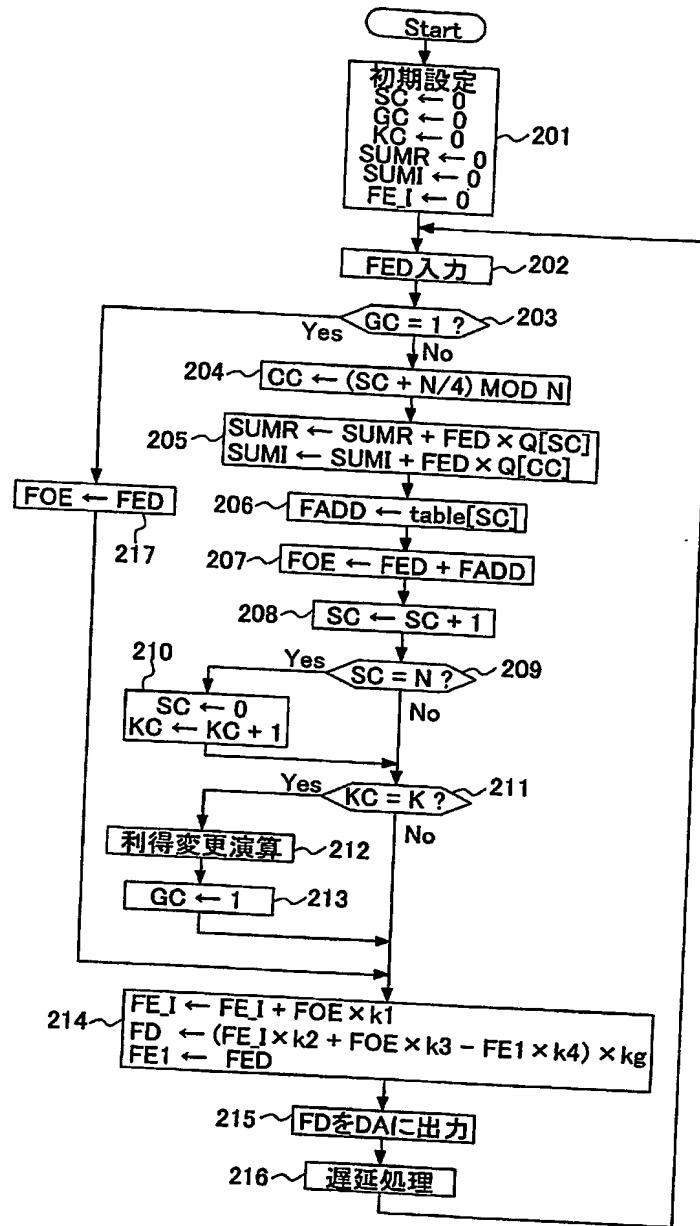 Start
初期設定
SC ← 0
GC ← 0
KC ← 0
SUMR ← 0
SUMI ← 0
FE_I ← 0
201
FED入力
202
GC = 1 ?
203
Yes
No
204
CC ← (SC + N/4) MOD N
205
SUMR ← SUMR + FED × Q[SC]
SUMI ← SUMI + FED × Q[CC]
FOE ← FED
217
206
FADD ← table[SC]
207
FOE ← FED + FADD
208
SC ← SC + 1
SC = N ?
209
Yes
No
210
SC ← 0
KC ← KC + 1
KC = K ?
211
Yes
No
利得変更演算
212
GC ← 1
213
214
FE_I ← FE_I + FOE × k1
FD ← (FE_I × k2 + FOE × k3 − FE1 × k4) × kg
FE1 ← FED
215
FDをDAに出力
216
遅延処理